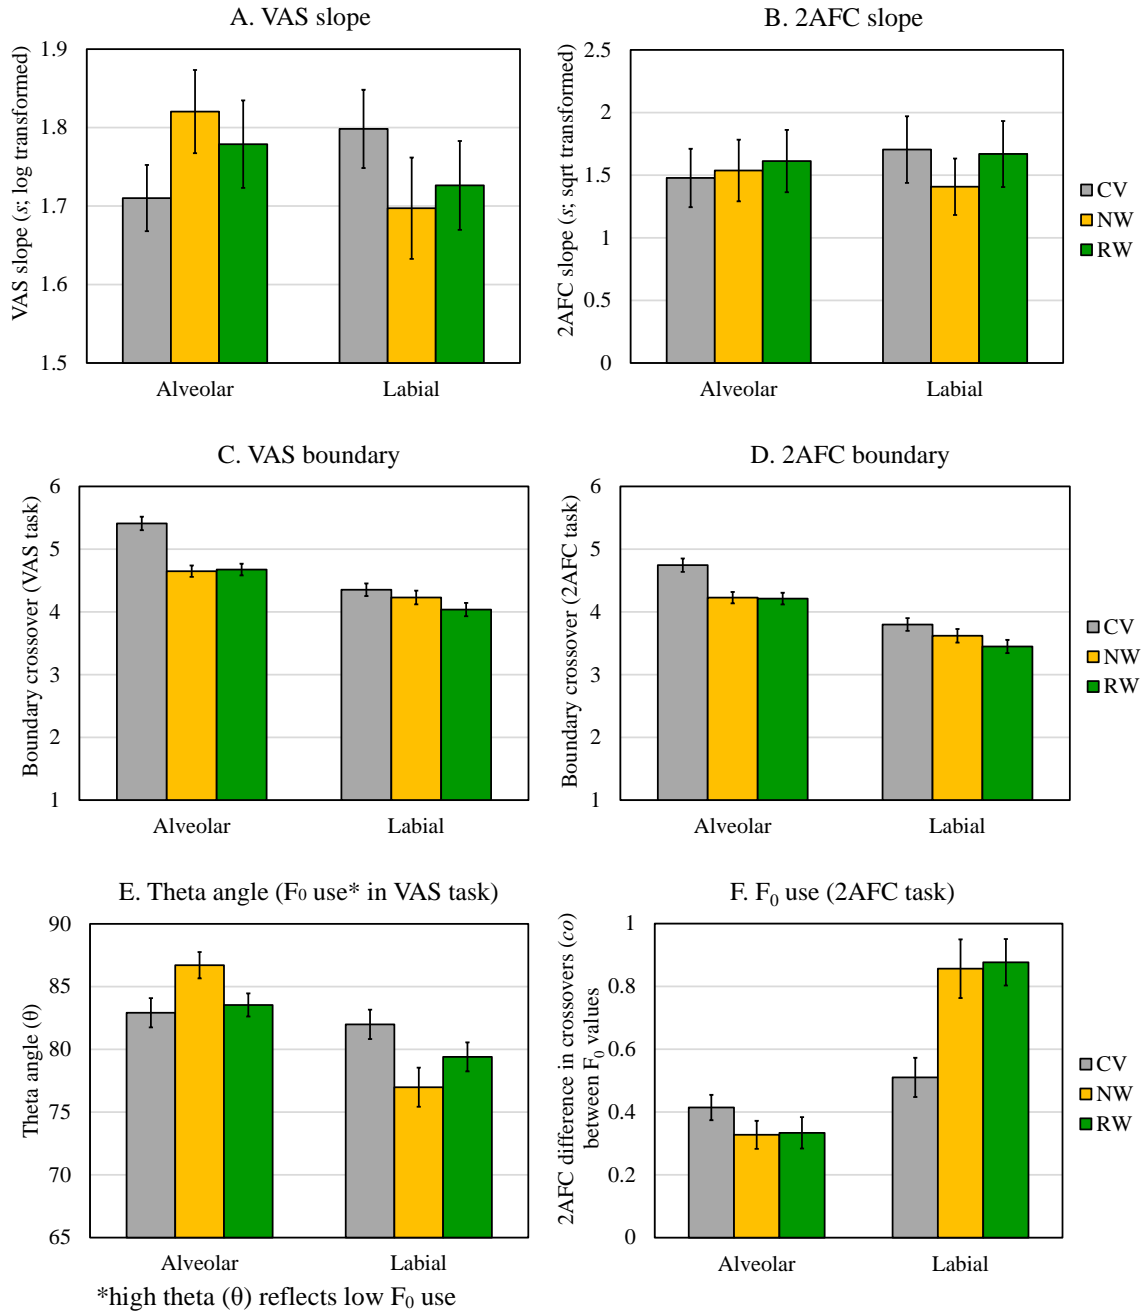 A. VAS slope
VAS slope (s; log transformed)
1.9
1.8
1.7
1.6
1.5
Alveolar
Labial
B. 2AFC slope
2AFC slope (s; sqrt transformed)
2.5
2
1.5
1
0.5
0
Alveolar
Labial
CV
NW
RW
C. VAS boundary
Boundary crossover (VAS task)
6
5
4
3
2
1
Alveolar
Labial
D. 2AFC boundary
Boundary crossover (2AFC task)
6
5
4
3
2
1
Alveolar
Labial
CV
NW
RW
E. Theta angle (F₀ use* in VAS task)
Theta angle (θ)
90
85
80
75
70
65
Alveolar
Labial
*high theta (θ) reflects low F₀ use
F. F₀ use (2AFC task)
2AFC difference in crossovers (co)
between F₀ values
1
0.8
0.6
0.4
0.2
0
Alveolar
Labial
CV
NW
RW